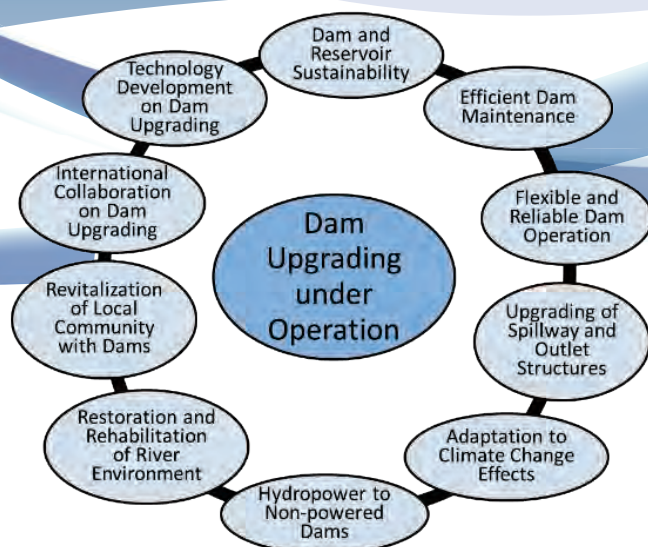 Dam and
Reservoir
Sustainability
Efficient Dam
Maintenance
Flexible and
Reliable Dam
Operation
Upgrading of
Spillway and
Outlet
Structures
Adaptation to
Climate Change
Effects
Hydropower to
Non-powered
Dams
Restoration and
Rehabilitation
of River
Environment
Revitalization
of Local
Community
with Dams
International
Collaboration
on Dam
Upgrading
Technology
Development
on Dam
Upgrading
Dam
Upgrading
under
Operation